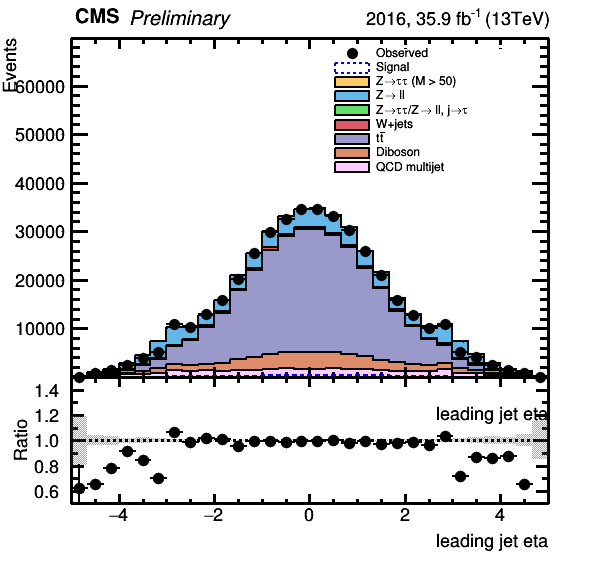 CMS Preliminary 2016, 35.9 fb⁻¹ (13TeV)
Events
Observed
Signal
Z→ττ (M > 50)
Z→ ll
Z→ττ/Z→ ll, j→τ
W+jets
tt̄
Diboson
QCD multijet
60000
50000
40000
30000
20000
10000
Ratio
1.4
1.2
1.0
0.8
0.6
leading jet eta
−4 −2 0 2 4
leading jet eta